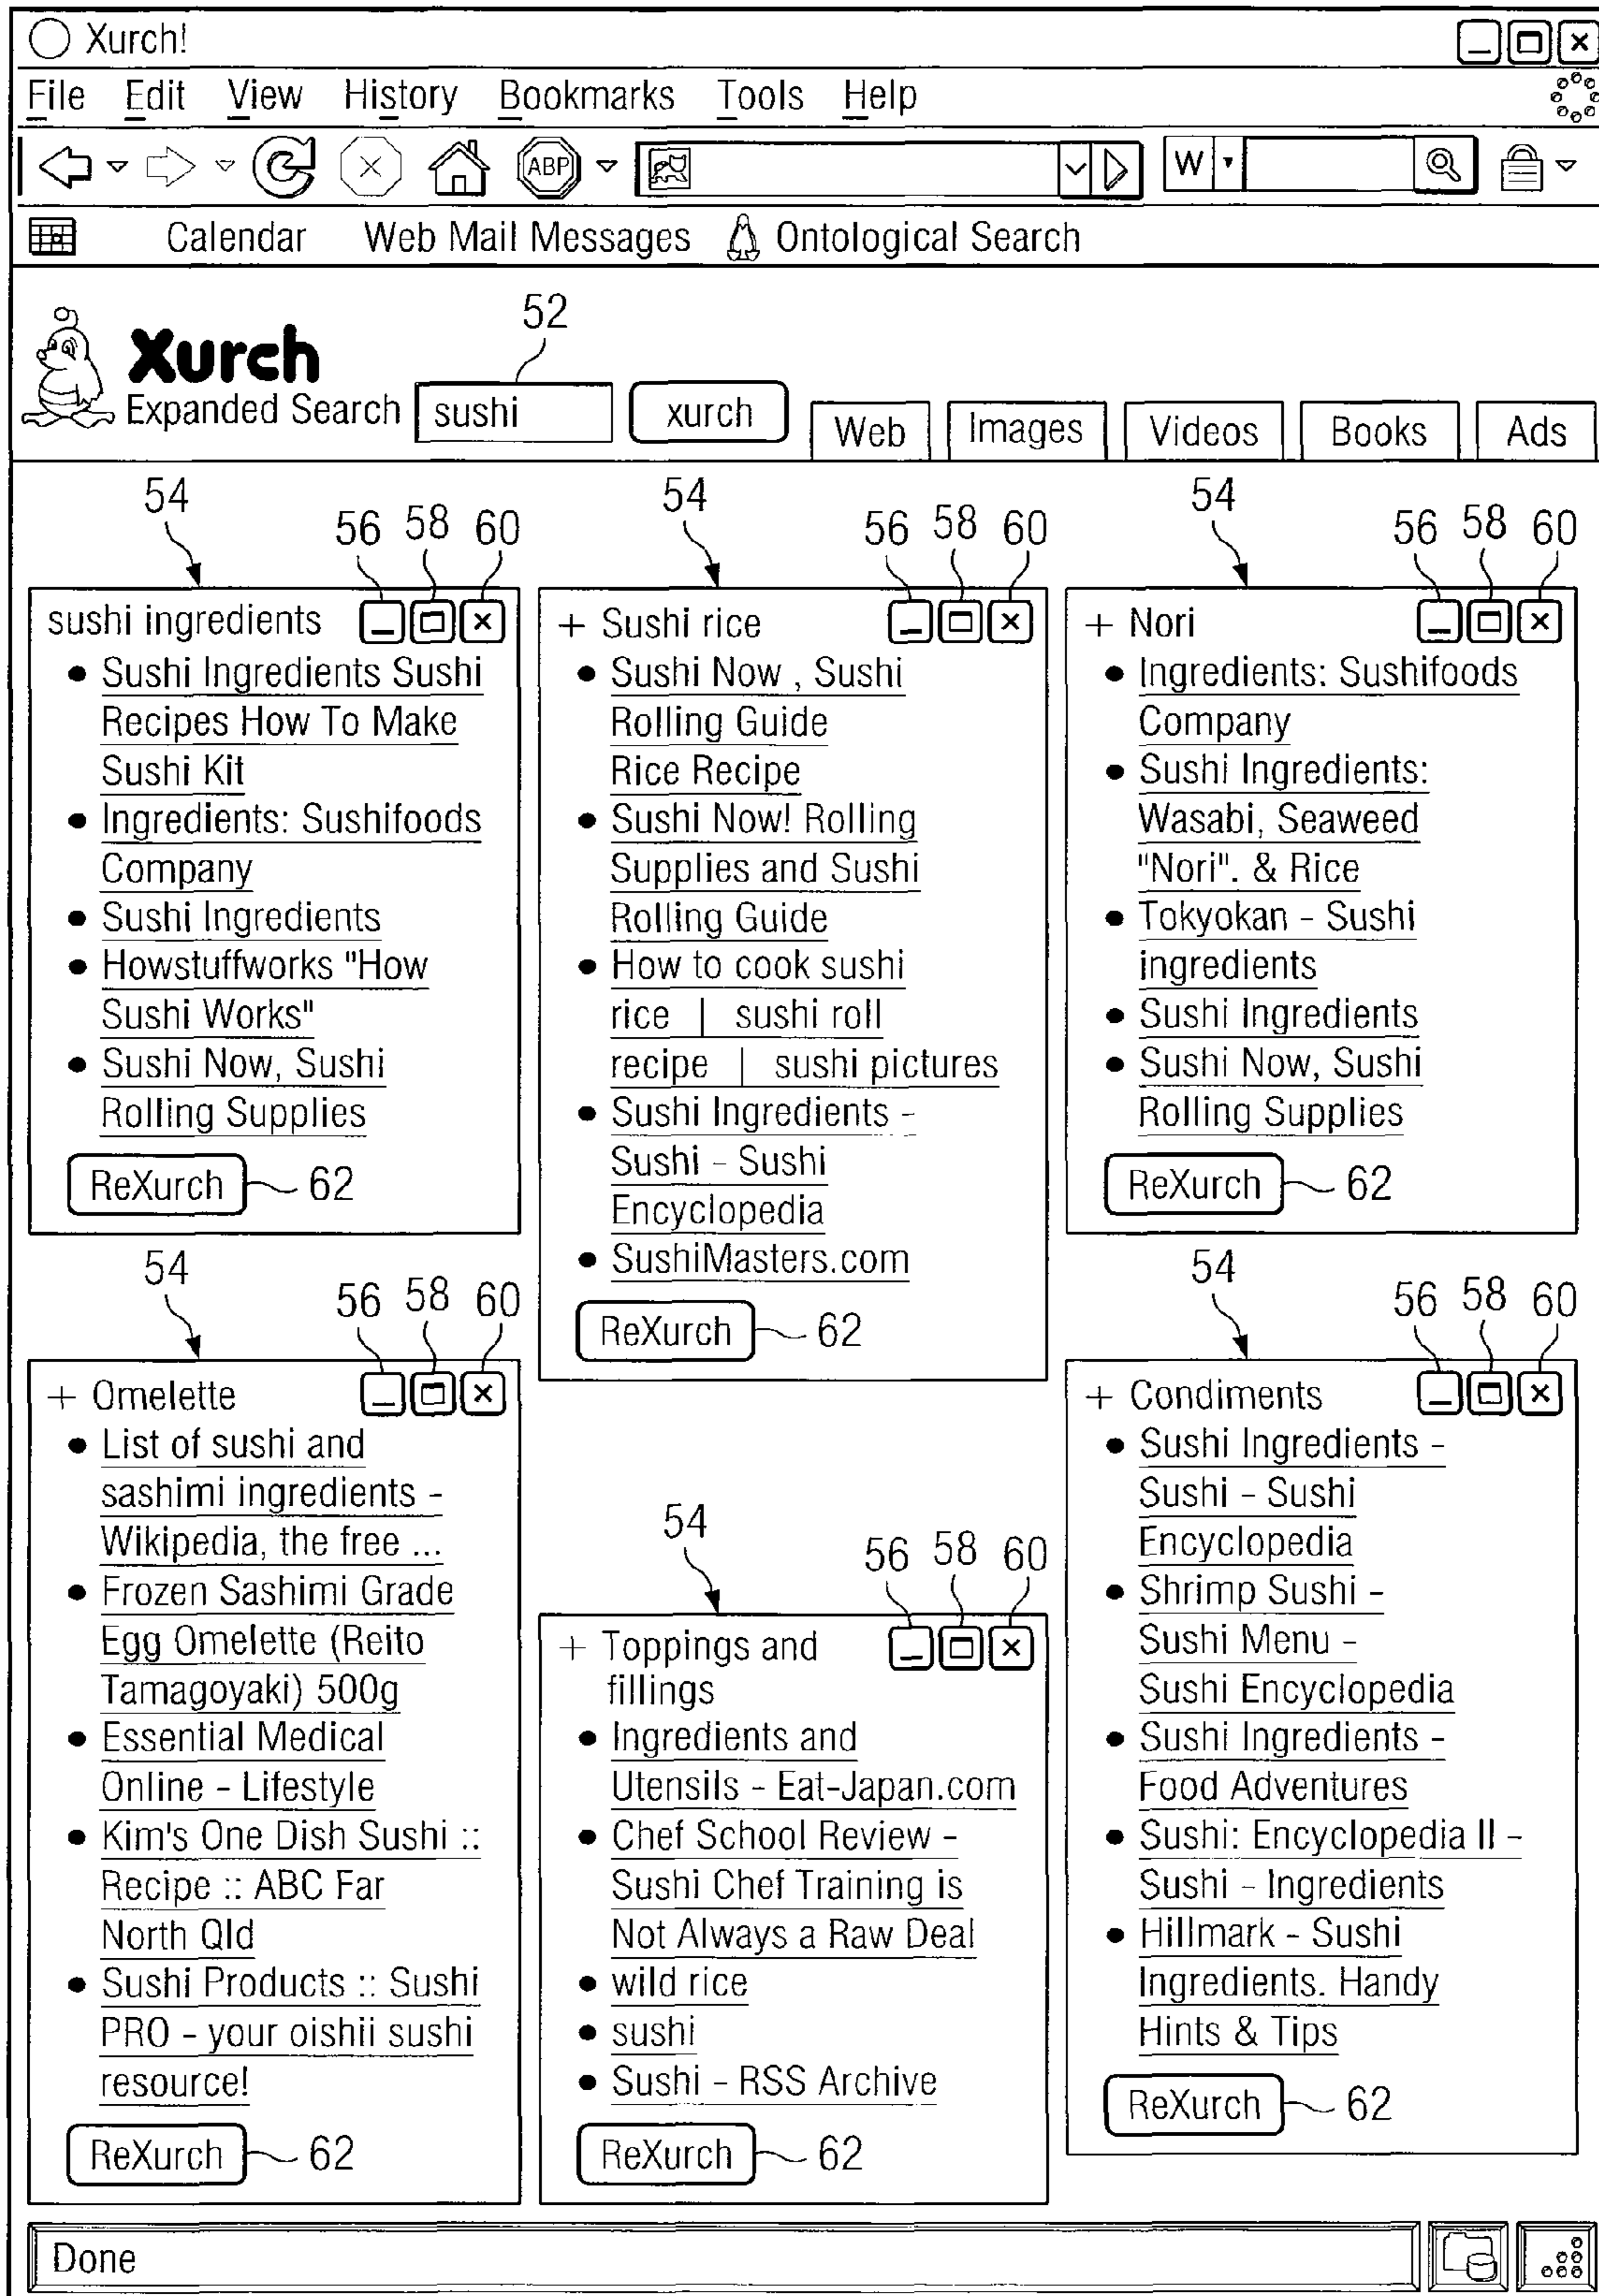 Xurch!
File Edit View History Bookmarks Tools Help
ABP W
Calendar Web Mail Messages Ontological Search
52
Xurch
Expanded Search sushi xurch Web Images Videos Books Ads
54 56 58 60
sushi ingredients
• Sushi Ingredients Sushi
Recipes How To Make
Sushi Kit
• Ingredients: Sushifoods
Company
• Sushi Ingredients
• Howstuffworks "How
Sushi Works"
• Sushi Now, Sushi
Rolling Supplies
ReXurch 62
54 56 58 60
+ Sushi rice
• Sushi Now , Sushi
Rolling Guide
Rice Recipe
• Sushi Now! Rolling
Supplies and Sushi
Rolling Guide
• How to cook sushi
rice | sushi roll
recipe | sushi pictures
• Sushi Ingredients -
Sushi - Sushi
Encyclopedia
• SushiMasters.com
ReXurch 62
54 56 58 60
+ Nori
• Ingredients: Sushifoods
Company
• Sushi Ingredients:
Wasabi, Seaweed
"Nori". & Rice
• Tokyokan - Sushi
ingredients
• Sushi Ingredients
• Sushi Now, Sushi
Rolling Supplies
ReXurch 62
54 56 58 60
+ Omelette
• List of sushi and
sashimi ingredients -
Wikipedia, the free ...
• Frozen Sashimi Grade
Egg Omelette (Reito
Tamagoyaki) 500g
• Essential Medical
Online - Lifestyle
• Kim's One Dish Sushi ::
Recipe :: ABC Far
North Qld
• Sushi Products :: Sushi
PRO - your oishii sushi
resource!
ReXurch 62
54 56 58 60
+ Toppings and
fillings
• Ingredients and
Utensils - Eat-Japan.com
• Chef School Review -
Sushi Chef Training is
Not Always a Raw Deal
• wild rice
• sushi
• Sushi - RSS Archive
ReXurch 62
54 56 58 60
+ Condiments
• Sushi Ingredients -
Sushi - Sushi
Encyclopedia
• Shrimp Sushi -
Sushi Menu -
Sushi Encyclopedia
• Sushi Ingredients -
Food Adventures
• Sushi: Encyclopedia II -
Sushi - Ingredients
• Hillmark - Sushi
Ingredients. Handy
Hints & Tips
ReXurch 62
Done